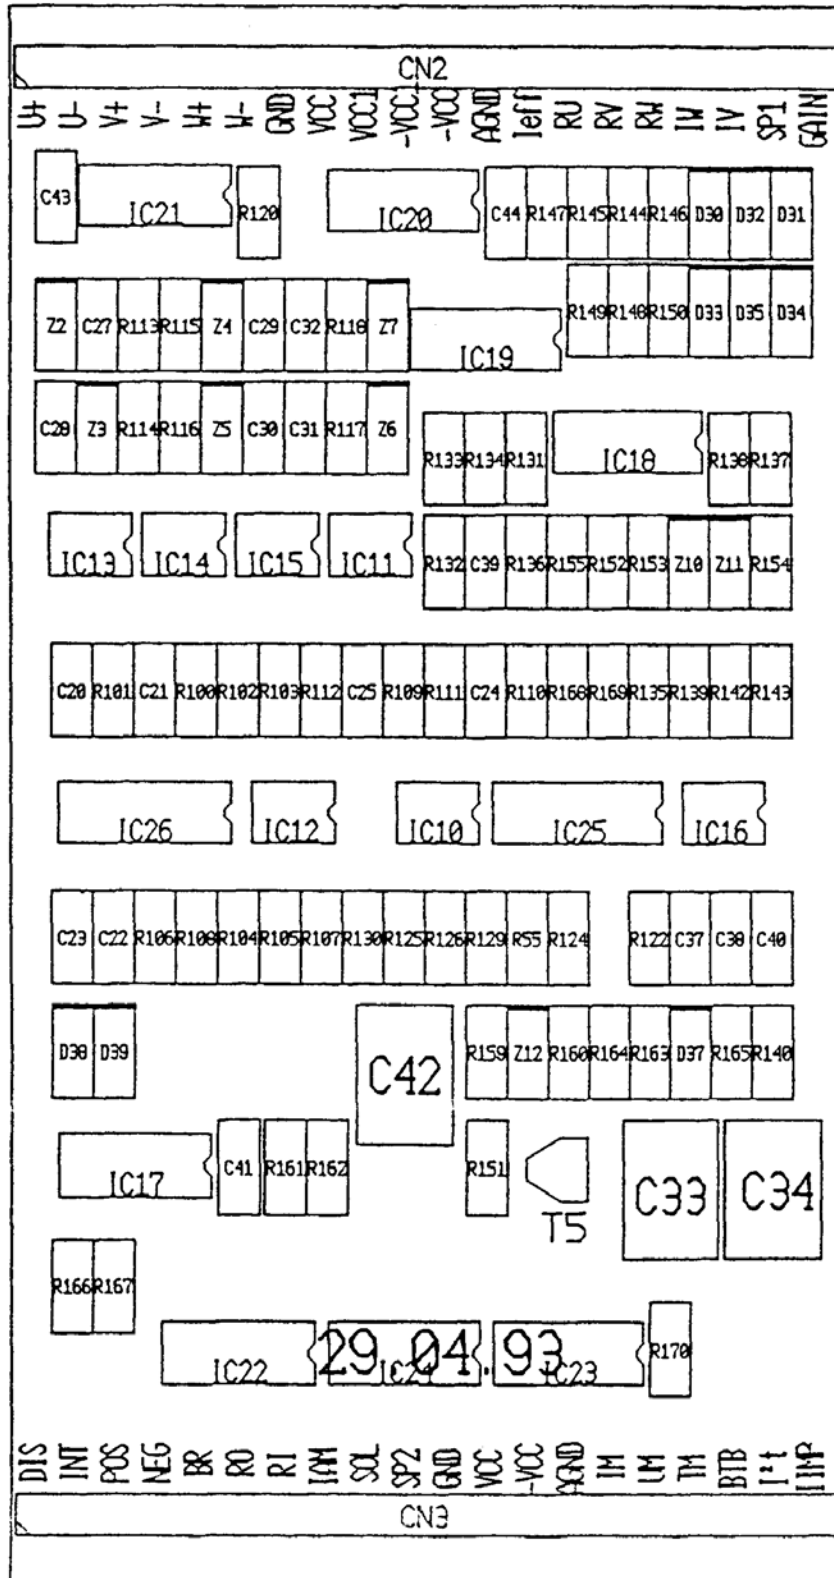 CN2
U+ U- V+ V- W+ W- GND VCC VCC1 -VCC1 -VCC AGND Ieff RU RV RW IW IV SP1 GAIN
C43 IC21 R120 IC20 C44 R147 R145 R144 R146 D30 D32 D31
Z2 C27 R113 R115 Z4 C29 C32 R118 Z7 IC19 R149 R148 R150 D33 D35 D34
C28 Z3 R114 R116 Z5 C30 C31 R117 Z6 R133 R134 R131 IC18 R138 R137
IC13 IC14 IC15 IC11 R132 C39 R136 R155 R152 R153 Z10 Z11 R154
C20 R101 C21 R100 R102 R103 R112 C25 R109 R111 C24 R110 R168 R169 R135 R139 R142 R143
IC26 IC12 IC10 IC25 IC16
C23 C22 R106 R108 R104 R105 R107 R130 R125 R126 R129 R55 R124 R122 C37 C38 C40
D38 D39 C42 R159 Z12 R160 R164 R163 D37 R165 R140
IC17 C41 R161 R162 R151 T5 C33 C34
R166 R167
IC22 IC24 IC23 R170
29.04.93
DIS INT POS NEG BR RO RI IAM SOL SP2 GND VCC -VCC AGND IM UM TM BTB I²t LIMP
CN3